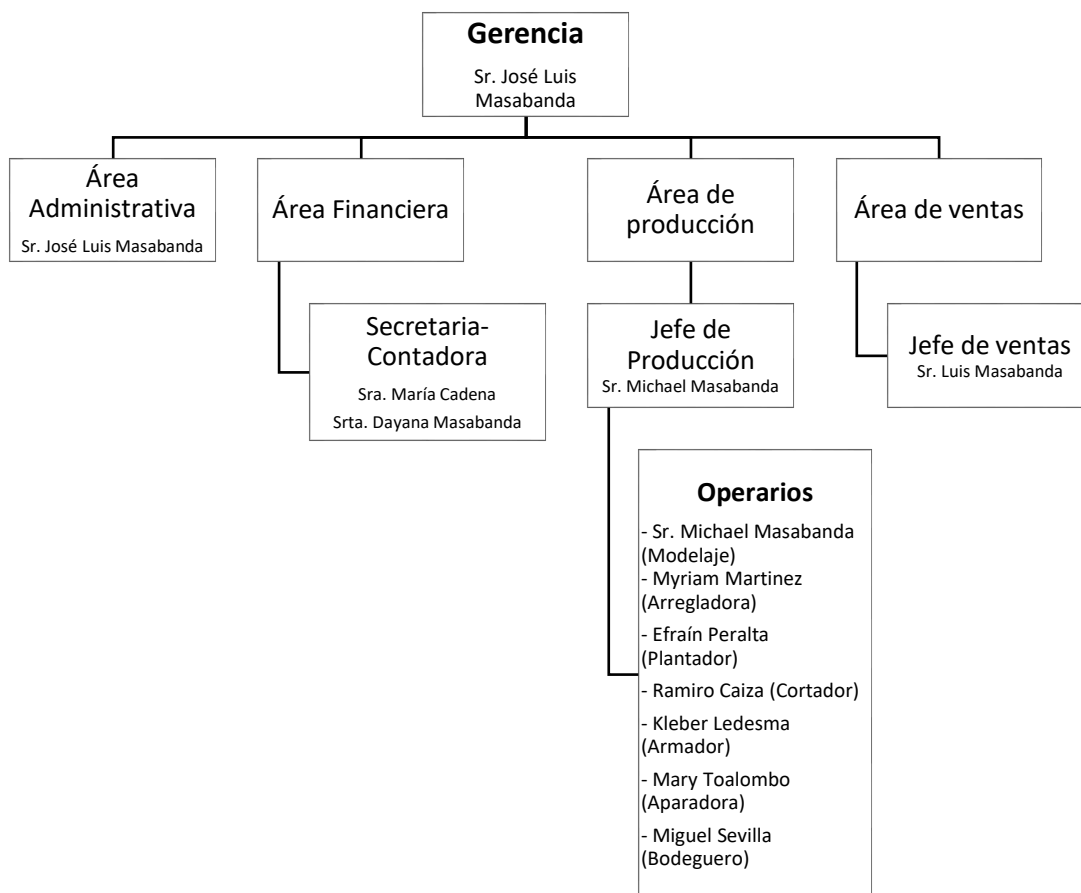 Gerencia
Sr. José Luis
Masabanda
Área
Administrativa
Sr. José Luis Masabanda
Área Financiera
Área de
producción
Área de ventas
Secretaria-
Contadora
Sra. María Cadena
Srta. Dayana Masabanda
Jefe de
Producción
Sr. Michael Masabanda
Jefe de ventas
Sr. Luis Masabanda
Operarios
- Sr. Michael Masabanda
(Modelaje)
- Myriam Martinez
(Arregladora)
- Efraín Peralta
(Plantador)
- Ramiro Caiza (Cortador)
- Kleber Ledesma
(Armador)
- Mary Toalombo
(Aparadora)
- Miguel Sevilla
(Bodeguero)